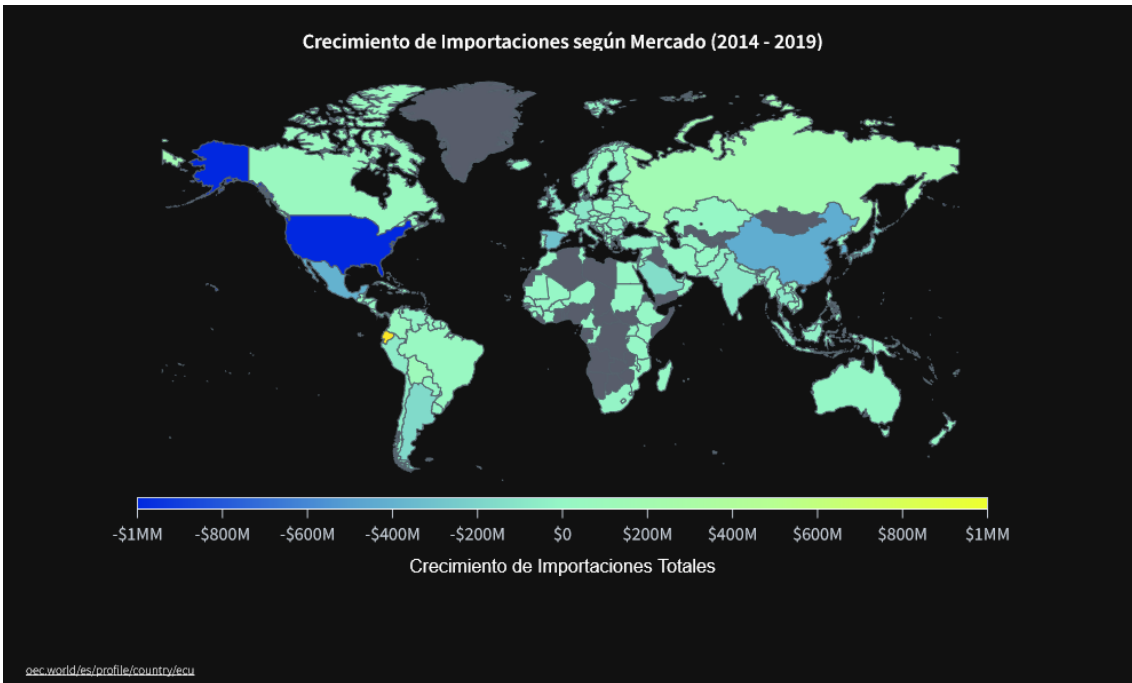 Crecimiento de Importaciones según Mercado (2014 - 2019)
-$1MM -$800M -$600M -$400M -$200M $0 $200M $400M $600M $800M $1MM
Crecimiento de Importaciones Totales
oec.world/es/profile/country/ecu